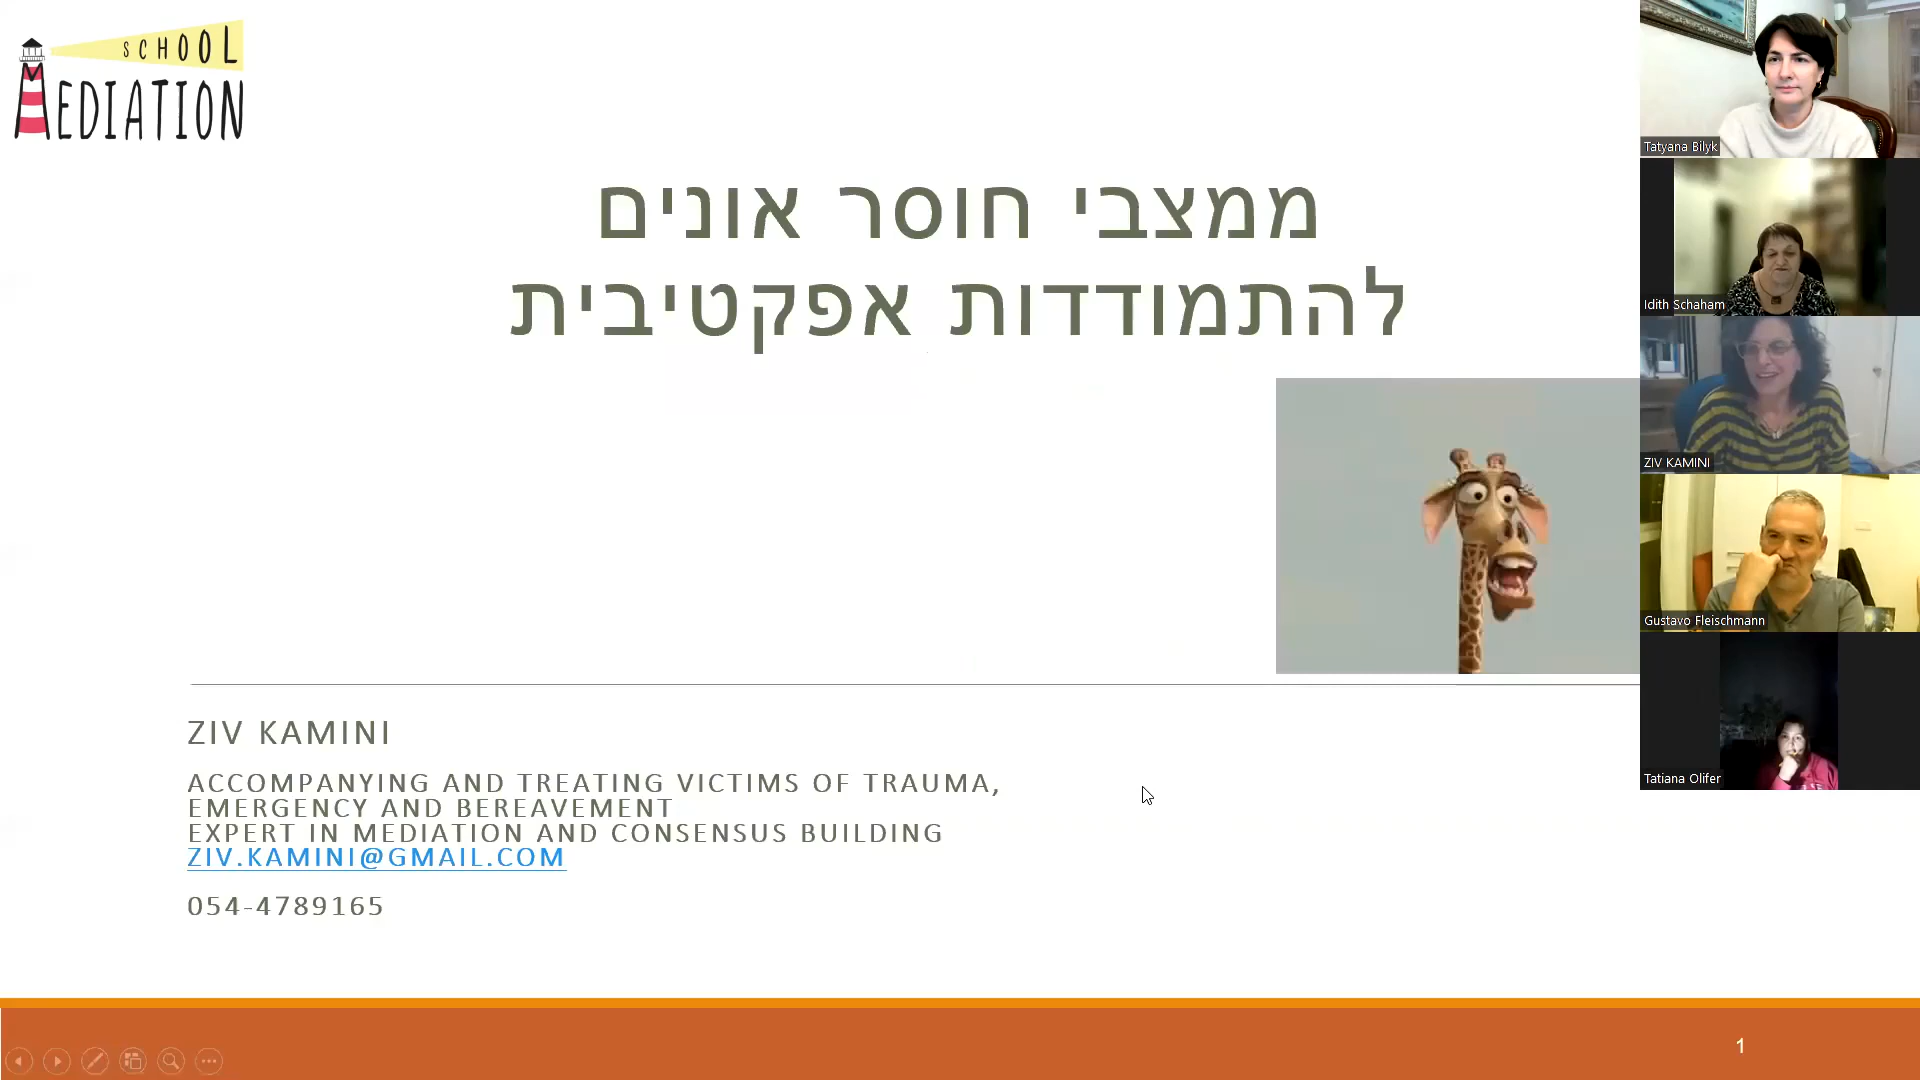 SCHOOL
MEDIATION
ממצבי חוסר אונים
להתמודדות אפקטיבית
ZIV KAMINI
ACCOMPANYING AND TREATING VICTIMS OF TRAUMA,
EMERGENCY AND BEREAVEMENT
EXPERT IN MEDIATION AND CONSENSUS BUILDING
ZIV.KAMINI@GMAIL.COM
054-4789165
1
Tatyana Bilyk
Idith Schaham
ZIV KAMINI
Gustavo Fleischmann
Tatiana Olifer